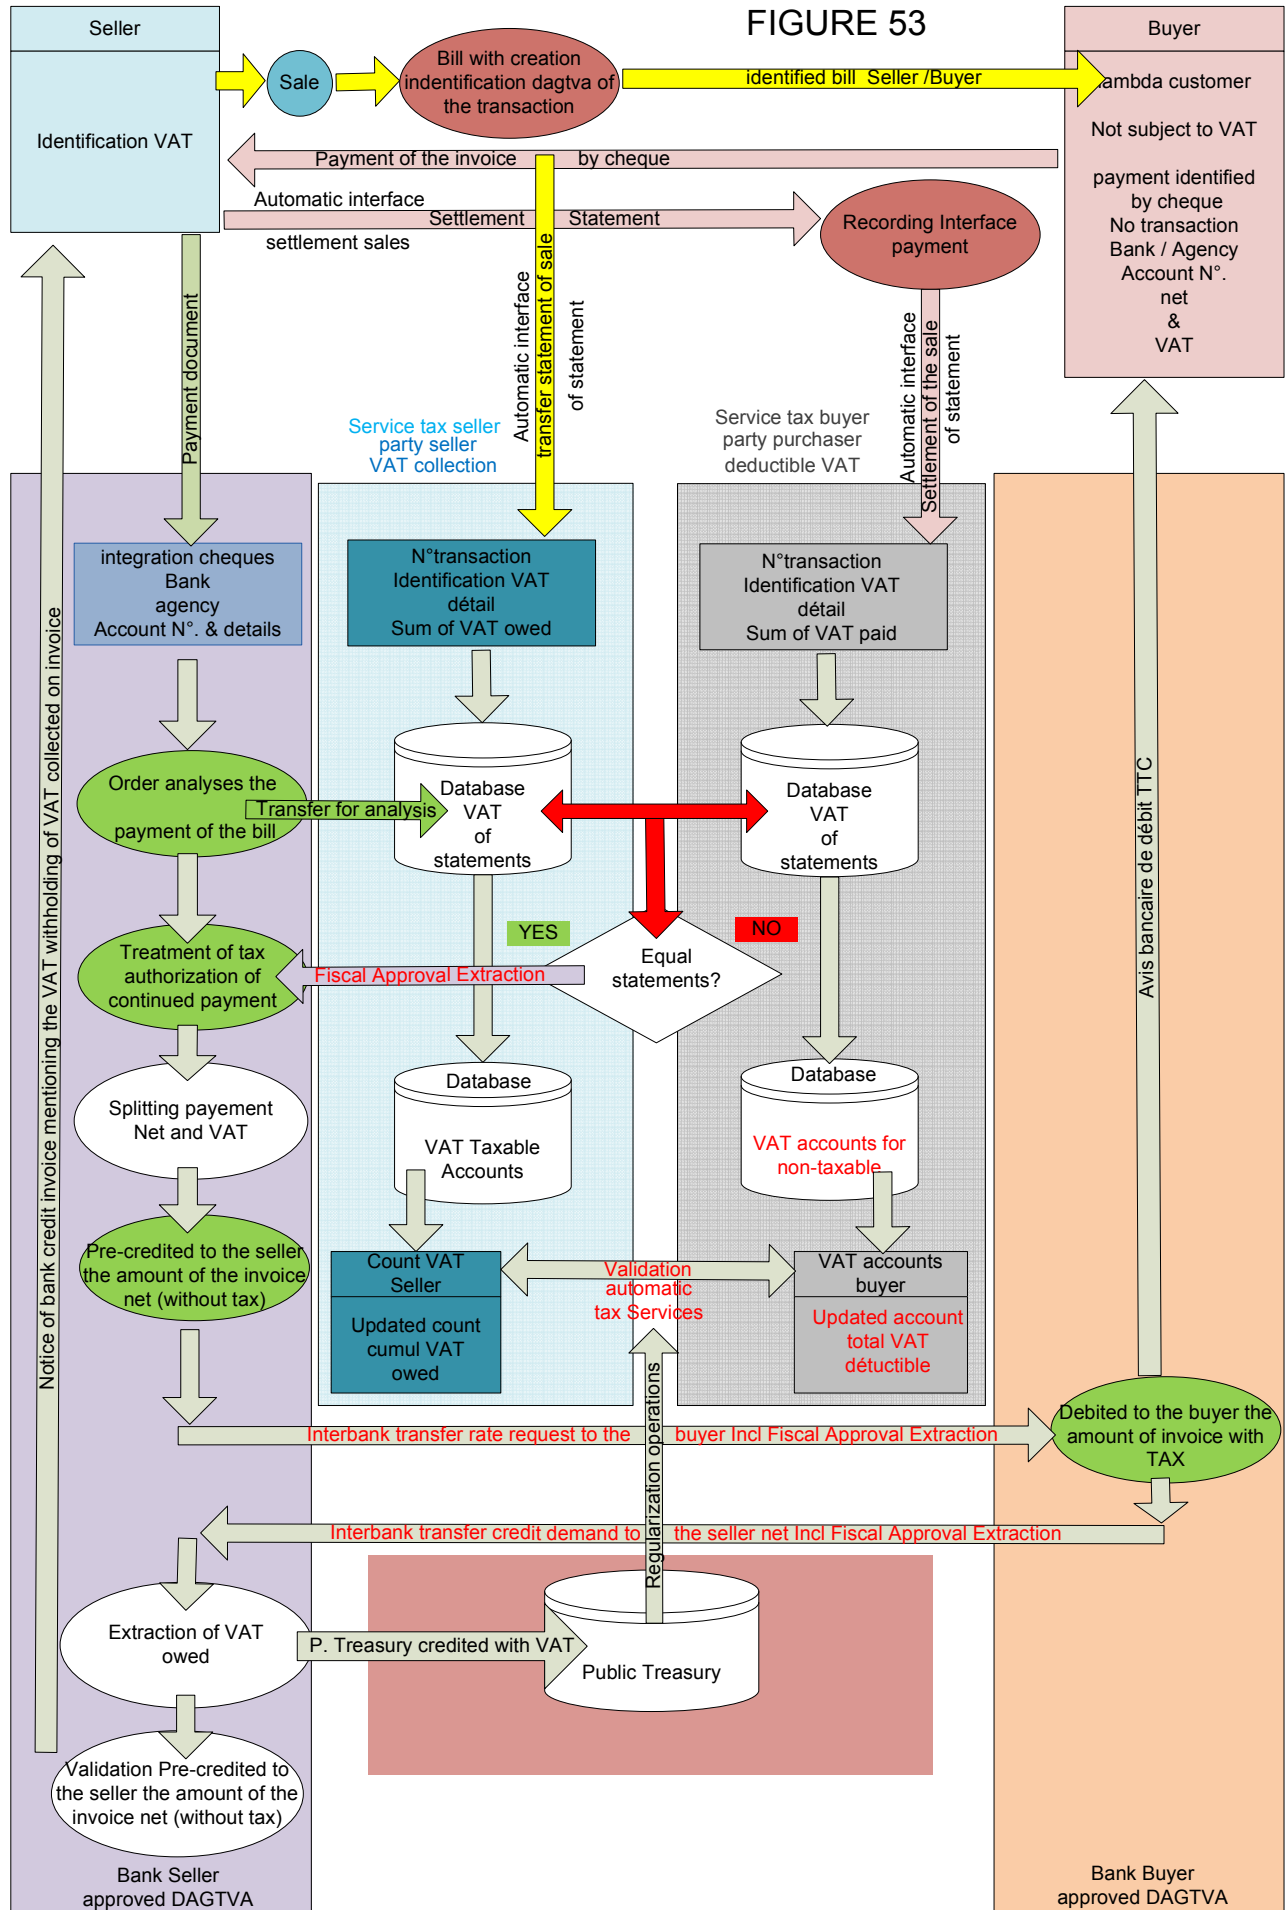 FIGURE 53
Seller
Identification VAT
Sale
Bill with creation
indentification dagtva of
the transaction
identified bill Seller /Buyer
Buyer
lambda customer
Not subject to VAT
payment identified
by cheque
No transaction
Bank / Agency
Account N°.
net
&
VAT
Payment of the invoice by cheque
Automatic interface
Settlement Statement
settlement sales
Recording Interface
payment
Payment document
Automatic interface
transfer statement of sale
of statement
Automatic interface
Settlement of the sale
of statement
Service tax seller
party seller
VAT collection
Service tax buyer
party purchaser
deductible VAT
integration cheques
Bank
agency
Account N°. & details
N°transaction
Identification VAT
détail
Sum of VAT owed
N°transaction
Identification VAT
détail
Sum of VAT paid
Order analyses the
payment of the bill
Transfer for analysis
Database
VAT
of
statements
Database
VAT
of
statements
YES
NO
Equal
statements?
Treatment of tax
authorization of
continued payment
Fiscal Approval Extraction
Splitting payement
Net and VAT
Database
VAT Taxable
Accounts
Database
VAT accounts for
non-taxable
Pre-credited to the seller
the amount of the invoice
net (without tax)
Count VAT
Seller
Updated count
cumul VAT
owed
Validation
automatic
tax Services
VAT accounts
buyer
Updated account
total VAT
détuctible
Notice of bank credit invoice mentioning the VAT withholding of VAT collected on invoice
Avis bancaire de débit TTC
Interbank transfer rate request to the buyer Incl Fiscal Approval Extraction
Debited to the buyer the
amount of invoice with
TAX
Regularization operations
Interbank transfer credit demand to the seller net Incl Fiscal Approval Extraction
Extraction of VAT
owed
P. Treasury credited with VAT
Public Treasury
Validation Pre-credited to
the seller the amount of the
invoice net (without tax)
Bank Seller
approved DAGTVA
Bank Buyer
approved DAGTVA